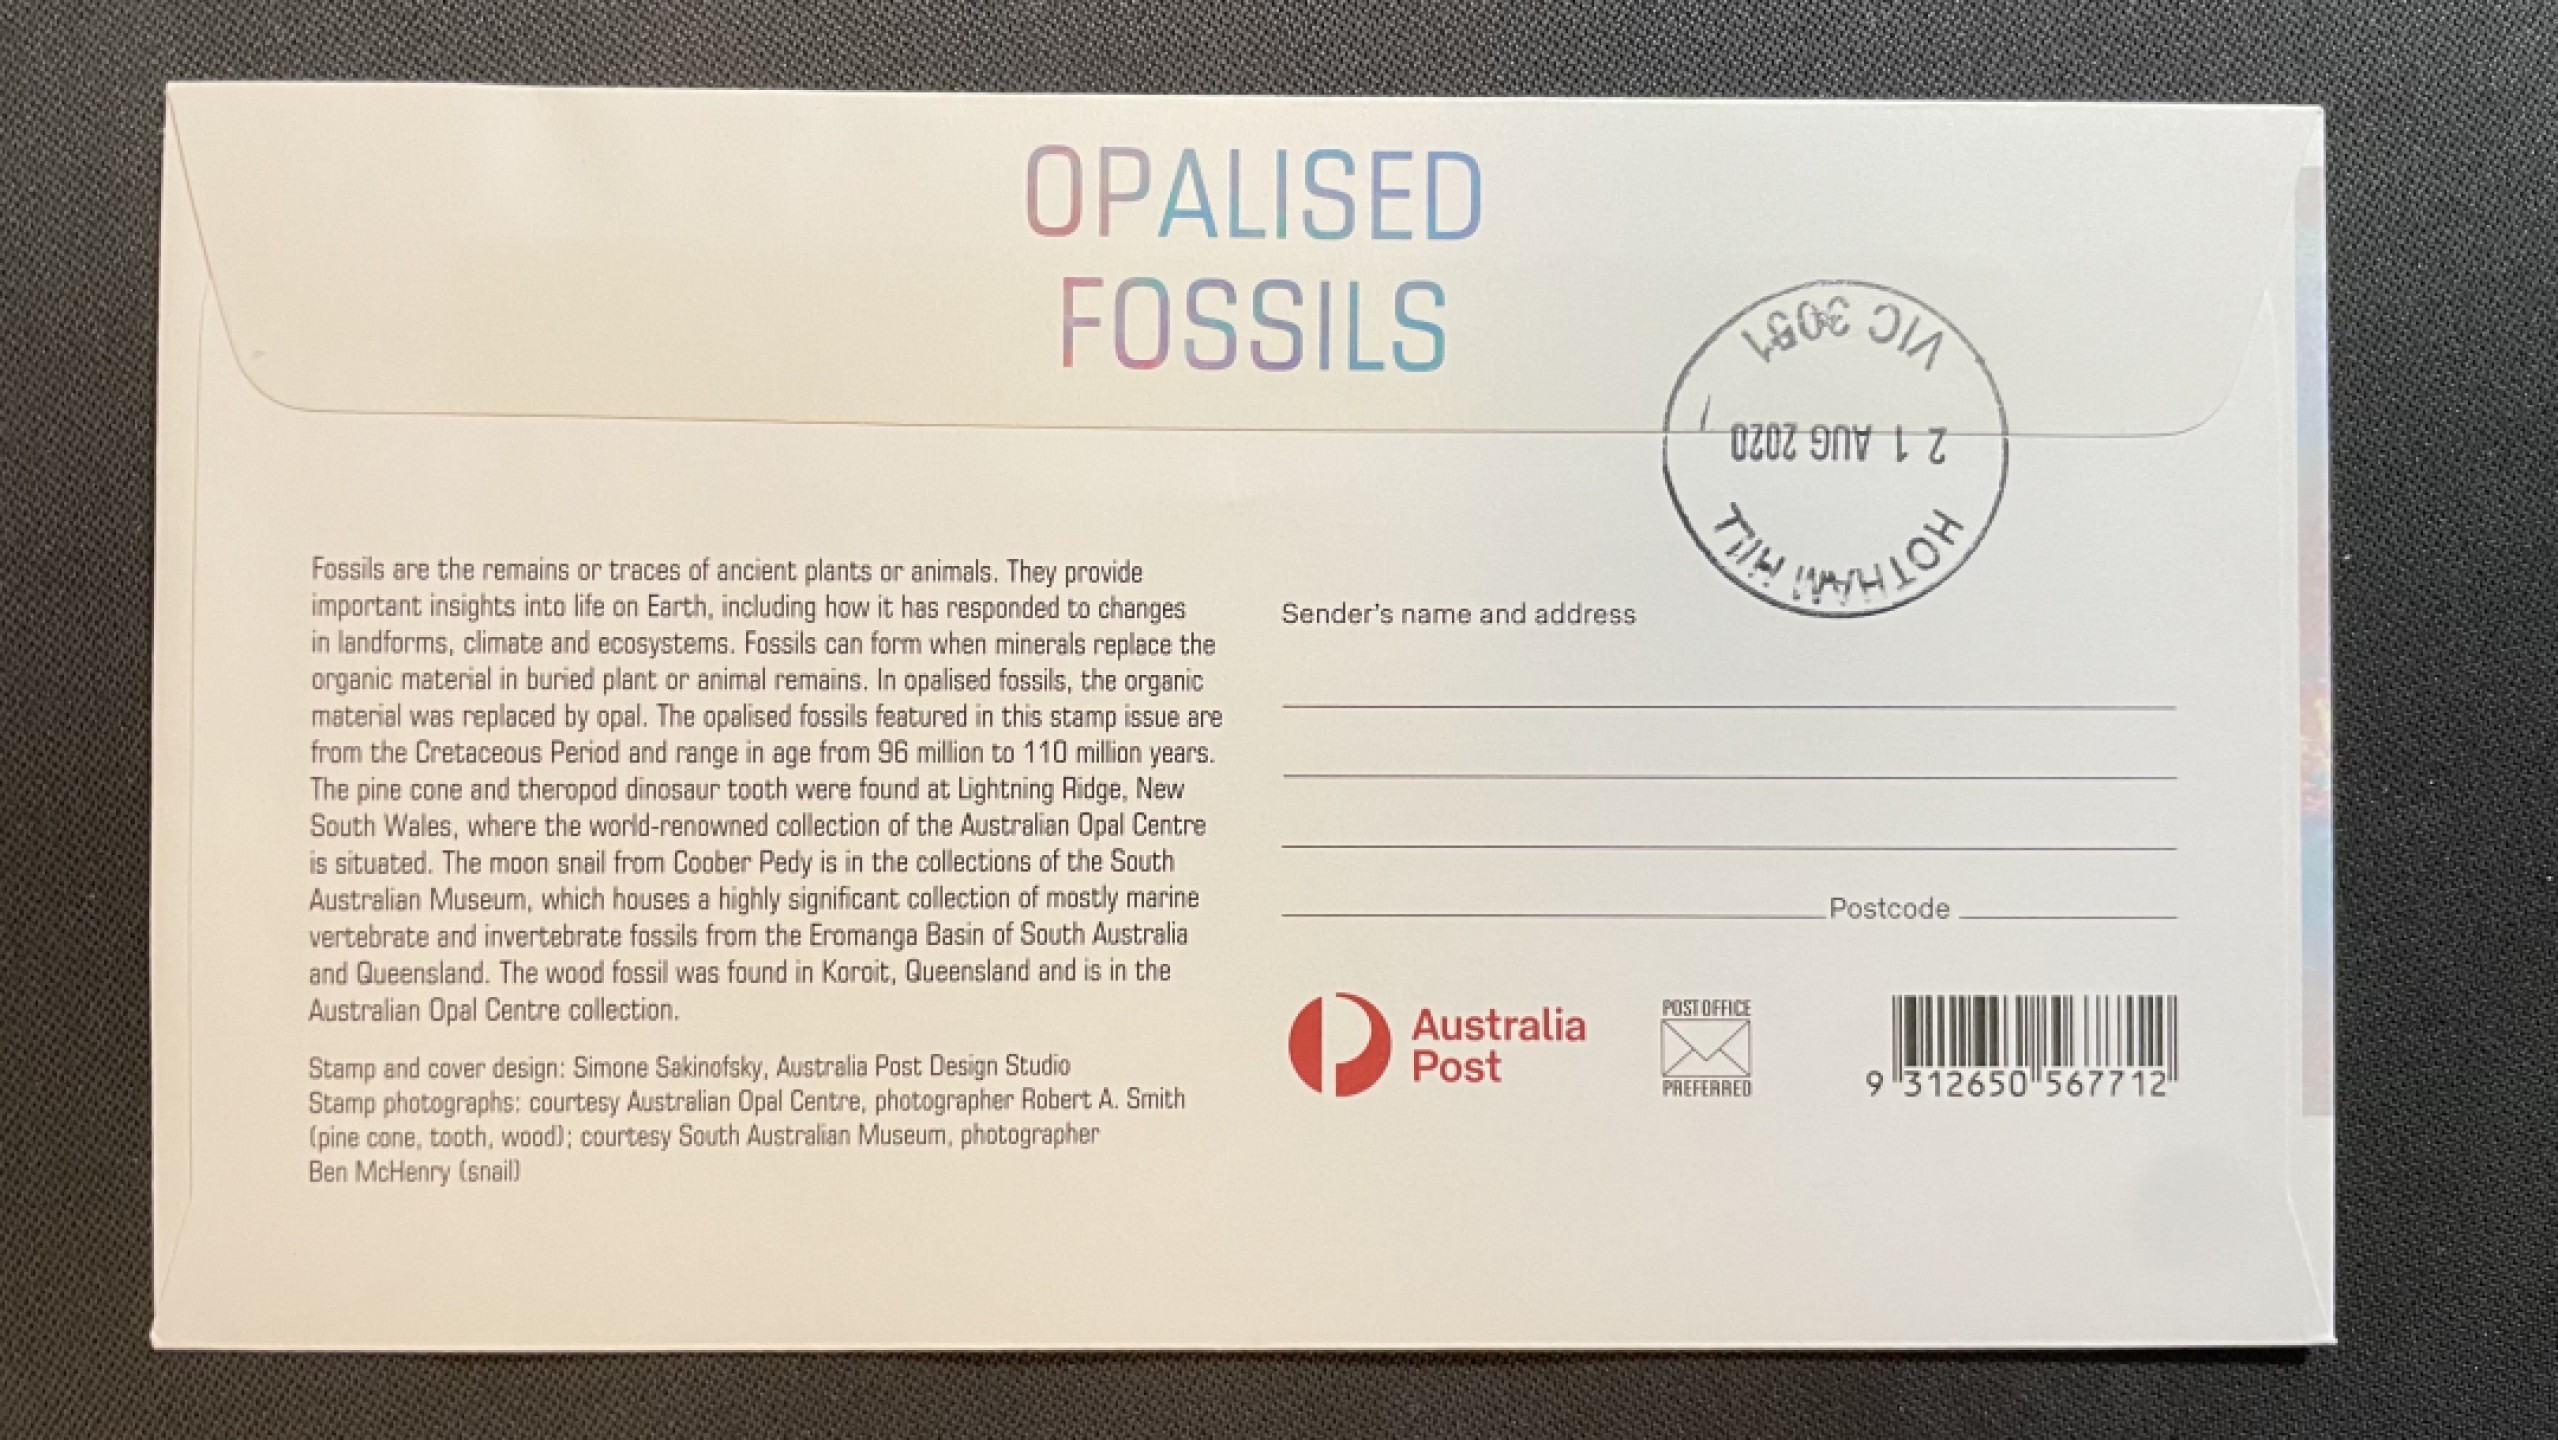 OPALISED
FOSSILS
VIC 3051
21 AUG 2020
HOTHAM HILL
Fossils are the remains or traces of ancient plants or animals. They provide
important insights into life on Earth, including how it has responded to changes
in landforms, climate and ecosystems. Fossils can form when minerals replace the
organic material in buried plant or animal remains. In opalised fossils, the organic
material was replaced by opal. The opalised fossils featured in this stamp issue are
from the Cretaceous Period and range in age from 96 million to 110 million years.
The pine cone and theropod dinosaur tooth were found at Lightning Ridge, New
South Wales, where the world-renowned collection of the Australian Opal Centre
is situated. The moon snail from Coober Pedy is in the collections of the South
Australian Museum, which houses a highly significant collection of mostly marine
vertebrate and invertebrate fossils from the Eromanga Basin of South Australia
and Queensland. The wood fossil was found in Koroit, Queensland and is in the
Australian Opal Centre collection.
Stamp and cover design: Simone Sakinofsky, Australia Post Design Studio
Stamp photographs: courtesy Australian Opal Centre, photographer Robert A. Smith
(pine cone, tooth, wood); courtesy South Australian Museum, photographer
Ben McHenry (snail)
Sender's name and address
Postcode
Australia
Post
POST OFFICE
PREFERRED
9 312650 567712